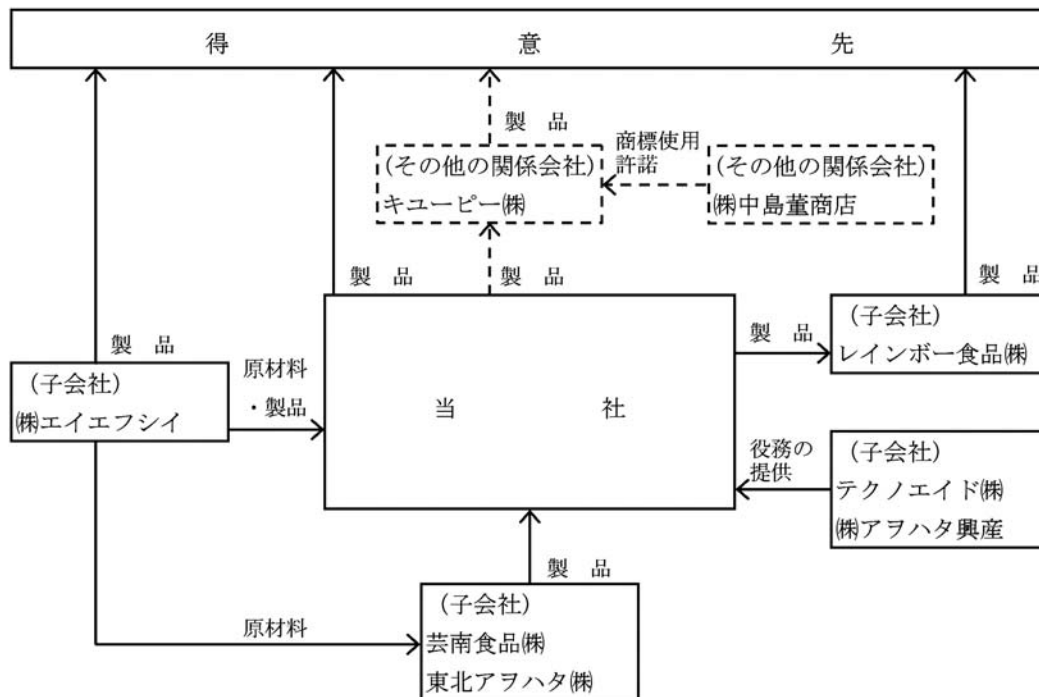 得意先
製品
商標使用
許諾
(その他の関係会社)
キユーピー㈱
(その他の関係会社)
㈱中島董商店
製品
製品
製品
製品
(子会社)
㈱エイエフシイ
原材料
・製品
当社
製品
(子会社)
レインボー食品㈱
役務の
提供
(子会社)
テクノエイド㈱
㈱アヲハタ興産
製品
原材料
(子会社)
芸南食品㈱
東北アヲハタ㈱